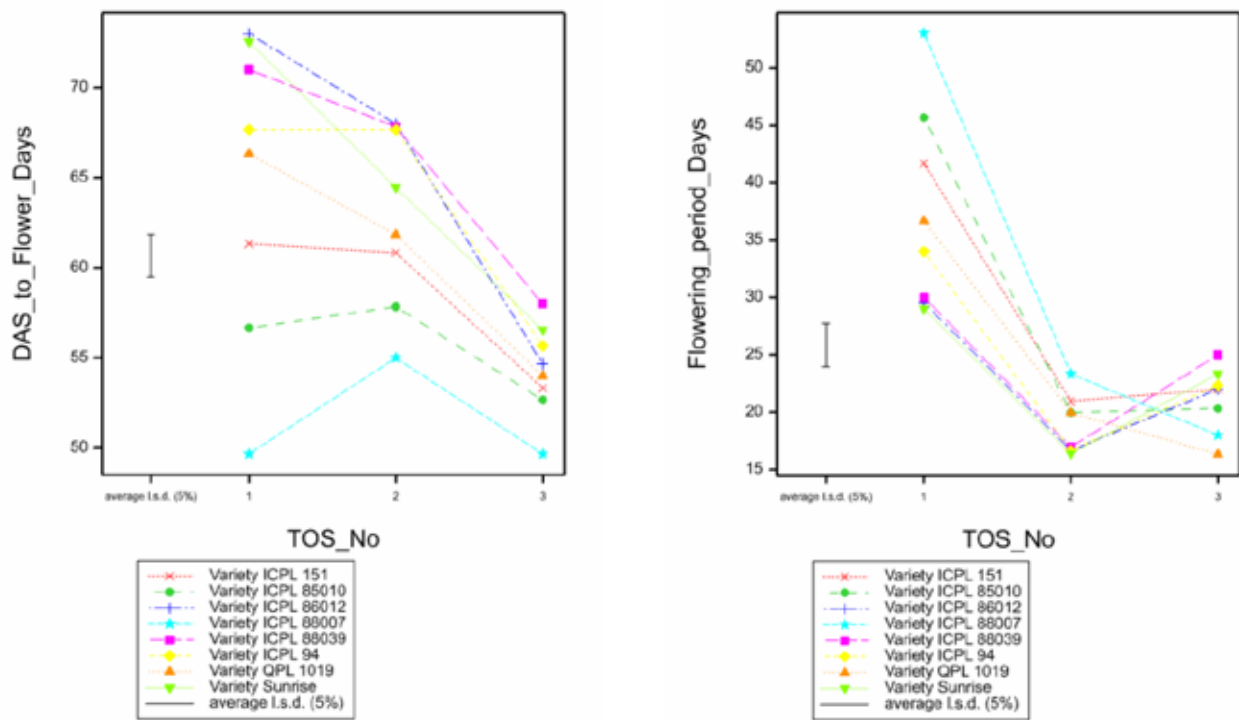 DAS_to_Flower_Days
70
65
60
55
50
average l.s.d. (5%)
1
2
3
TOS_No
Variety ICPL 151
Variety ICPL 85010
Variety ICPL 86012
Variety ICPL 88007
Variety ICPL 88039
Variety ICPL 94
Variety QPL 1019
Variety Sunrise
average l.s.d. (5%)
Flowering_period_Days
50
45
40
35
30
25
20
15
average l.s.d. (5%)
1
2
3
TOS_No
Variety ICPL 151
Variety ICPL 85010
Variety ICPL 86012
Variety ICPL 88007
Variety ICPL 88039
Variety ICPL 94
Variety QPL 1019
Variety Sunrise
average l.s.d. (5%)